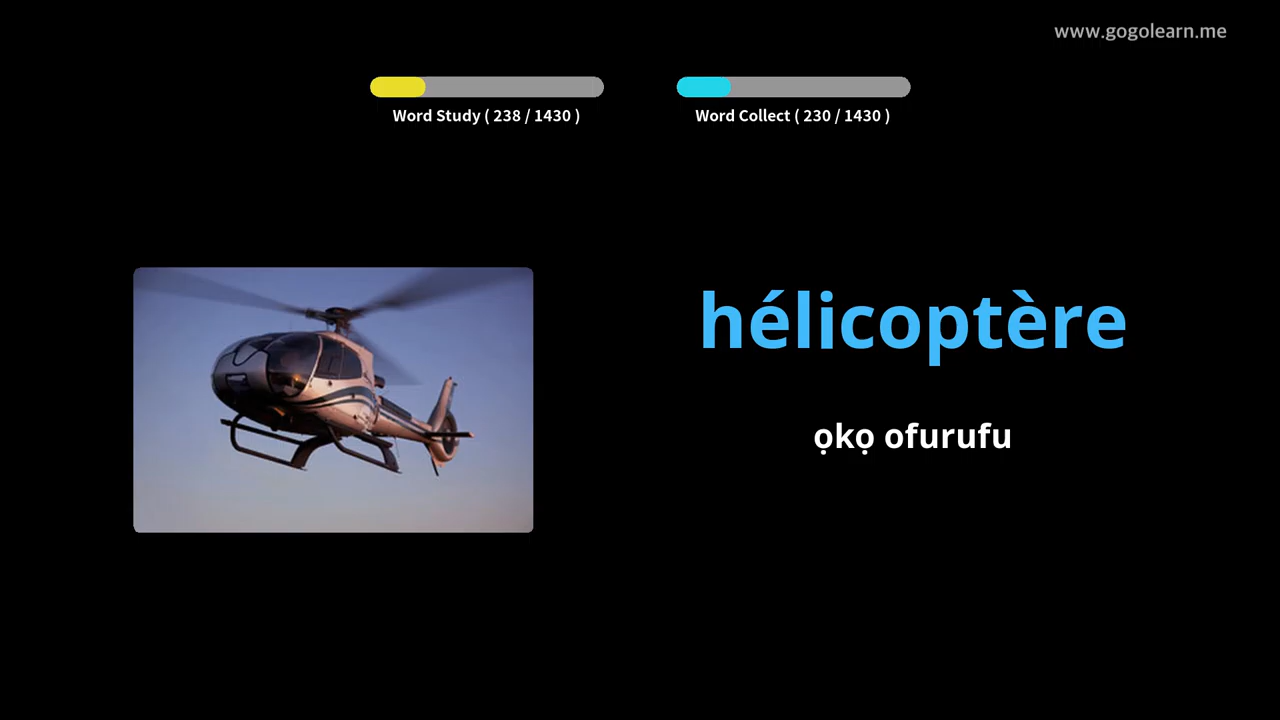 www.gogolearn.me
Word Study ( 238 / 1430 )
Word Collect ( 230 / 1430 )
hélicoptère
ọkọ ofurufu